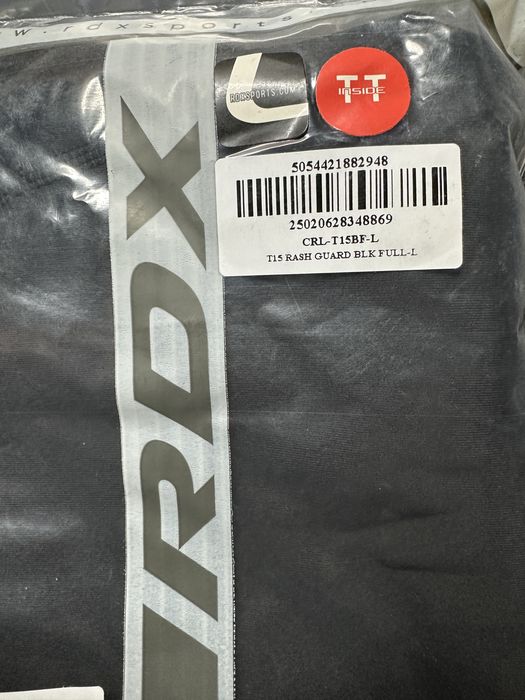 w.rdxsports.
L
RDXSPORTS.COM
TT
INSIDE
5054421882948
25020628348869
CRL-T15BF-L
T15 RASH GUARD BLK FULL-L
RDX